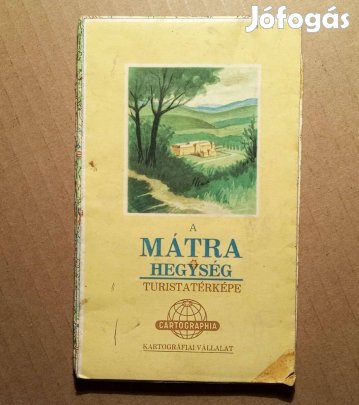 Jófogás
A
MÁTRA
HEGYSÉG
TURISTATÉRKÉPE
CARTOGRAPHIA
KARTOGRÁFIAI VÁLLALAT